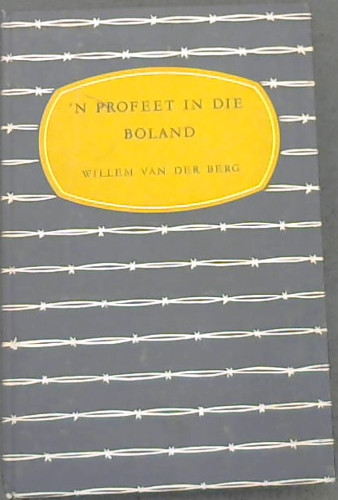 'N PROFEET IN DIE
BOLAND
WILLEM VAN DER BERG